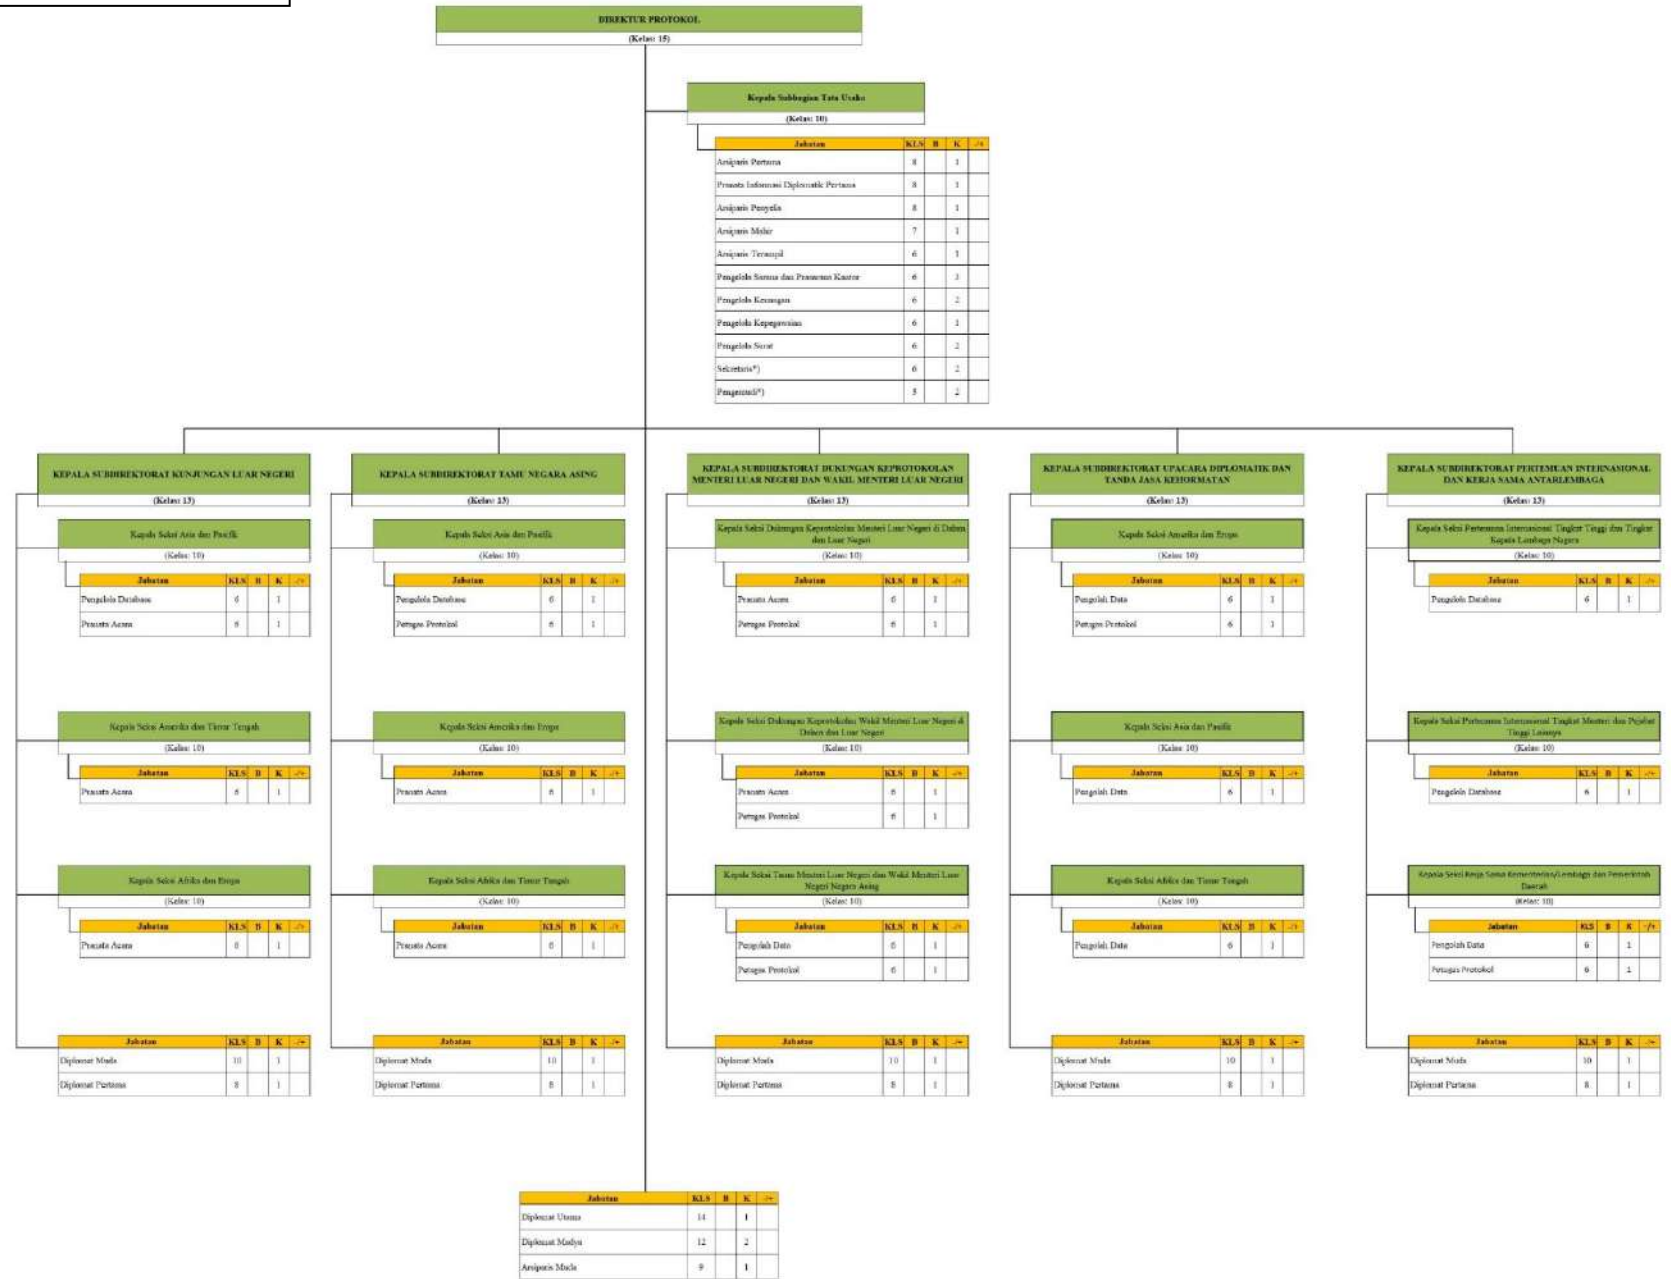 DIREKTUR PROTOKOL
(Kelas: 15)
Kepala Subbagian Tata Usaha
(Kelas: 10)
Jabatan KLS B K -/+
Arsiparis Pertama 8 1
Pranata Informasi Diplomatik Pertama 8 1
Arsiparis Penyelia 8 1
Arsiparis Mahir 7 1
Arsiparis Terampil 6 1
Pengelola Sarana dan Prasarana Kantor 6 1
Pengelola Keuangan 6 2
Pengelola Kepegawaian 6 1
Pengelola Surat 6 2
Sekretaris*) 6 2
Pengemudi*) 5 2
KEPALA SUBDIREKTORAT KUNJUNGAN LUAR NEGERI
(Kelas: 13)
Kepala Seksi Asia dan Pasifik
(Kelas: 10)
Jabatan KLS B K -/+
Pengelola Database 6 1
Pranata Acara 6 1
Kepala Seksi Amerika dan Timur Tengah
(Kelas: 10)
Jabatan KLS B K -/+
Pranata Acara 6 1
Kepala Seksi Afrika dan Eropa
(Kelas: 10)
Jabatan KLS B K -/+
Pranata Acara 6 1
Jabatan KLS B K -/+
Diplomat Muda 10 1
Diplomat Pertama 8 1
KEPALA SUBDIREKTORAT TAMU NEGARA ASING
(Kelas: 13)
Kepala Seksi Asia dan Pasifik
(Kelas: 10)
Jabatan KLS B K -/+
Pengelola Database 6 1
Petugas Protokol 6 1
Kepala Seksi Amerika dan Eropa
(Kelas: 10)
Jabatan KLS B K -/+
Pranata Acara 6 1
Kepala Seksi Afrika dan Timur Tengah
(Kelas: 10)
Jabatan KLS B K -/+
Pranata Acara 6 1
Jabatan KLS B K -/+
Diplomat Muda 10 1
Diplomat Pertama 8 1
KEPALA SUBDIREKTORAT DUKUNGAN KEPROTOKOLAN
MENTERI LUAR NEGERI DAN WAKIL MENTERI LUAR NEGERI
(Kelas: 13)
Kepala Seksi Dukungan Keprotokolan Menteri Luar Negeri di Dalam
dan Luar Negeri
(Kelas: 10)
Jabatan KLS B K -/+
Pranata Acara 6 1
Petugas Protokol 6 1
Kepala Seksi Dukungan Keprotokolan Wakil Menteri Luar Negeri di
Dalam dan Luar Negeri
(Kelas: 10)
Jabatan KLS B K -/+
Pranata Acara 6 1
Petugas Protokol 6 1
Kepala Seksi Tamu Menteri Luar Negeri dan Wakil Menteri Luar
Negeri Negara Asing
(Kelas: 10)
Jabatan KLS B K -/+
Pengolah Data 6 1
Petugas Protokol 6 1
Jabatan KLS B K -/+
Diplomat Muda 10 1
Diplomat Pertama 8 1
KEPALA SUBDIREKTORAT UPACARA DIPLOMATIK DAN
TANDA JASA KEHORMATAN
(Kelas: 13)
Kepala Seksi Amerika dan Eropa
(Kelas: 10)
Jabatan KLS B K -/+
Pengolah Data 6 1
Petugas Protokol 6 1
Kepala Seksi Asia dan Pasifik
(Kelas: 10)
Jabatan KLS B K -/+
Pengolah Data 6 1
Kepala Seksi Afrika dan Timur Tengah
(Kelas: 10)
Jabatan KLS B K -/+
Pengolah Data 6 1
Jabatan KLS B K -/+
Diplomat Muda 10 1
Diplomat Pertama 8 1
KEPALA SUBDIREKTORAT PERTEMUAN INTERNASIONAL
DAN KERJA SAMA ANTARLEMBAGA
(Kelas: 13)
Kepala Seksi Pertemuan Internasional Tingkat Tinggi dan Tingkat
Kepala Lembaga Negara
(Kelas: 10)
Jabatan KLS B K -/+
Pengelola Database 6 1
Kepala Seksi Pertemuan Internasional Tingkat Menteri dan Pejabat
Tinggi Lainnya
(Kelas: 10)
Jabatan KLS B K -/+
Pengelola Database 6 1
Kepala Seksi Kerja Sama Kementerian/Lembaga dan Pemerintah
Daerah
(Kelas: 10)
Jabatan KLS B K -/+
Pengolah Data 6 1
Petugas Protokol 6 1
Jabatan KLS B K -/+
Diplomat Muda 10 1
Diplomat Pertama 8 1
Jabatan KLS B K -/+
Diplomat Utama 14 1
Diplomat Madya 12 2
Arsiparis Muda 9 1